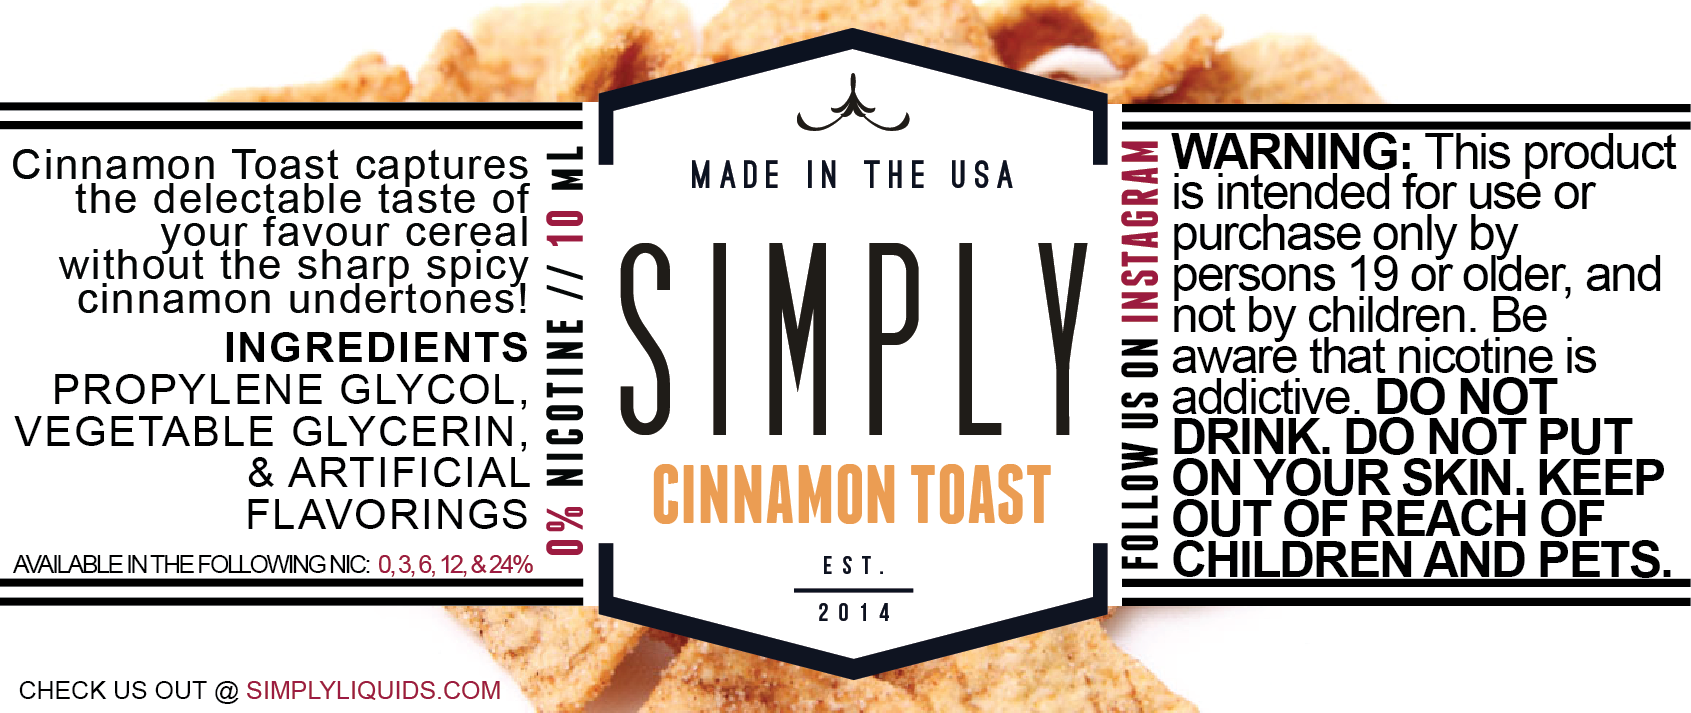 Cinnamon Toast captures
the delectable taste of
your favour cereal
without the sharp spicy
cinnamon undertones!
INGREDIENTS
PROPYLENE GLYCOL,
VEGETABLE GLYCERIN,
& ARTIFICIAL
FLAVORINGS
AVAILABLE IN THE FOLLOWING NIC: 0, 3, 6, 12, & 24%
0% NICOTINE // 10 ML
MADE IN THE USA
SIMPLY
CINNAMON TOAST
EST.
2014
FOLLOW US ON INSTAGRAM
WARNING: This product
is intended for use or
purchase only by
persons 19 or older, and
not by children. Be
aware that nicotine is
addictive. DO NOT
DRINK. DO NOT PUT
ON YOUR SKIN. KEEP
OUT OF REACH OF
CHILDREN AND PETS.
CHECK US OUT @ SIMPLYLIQUIDS.COM